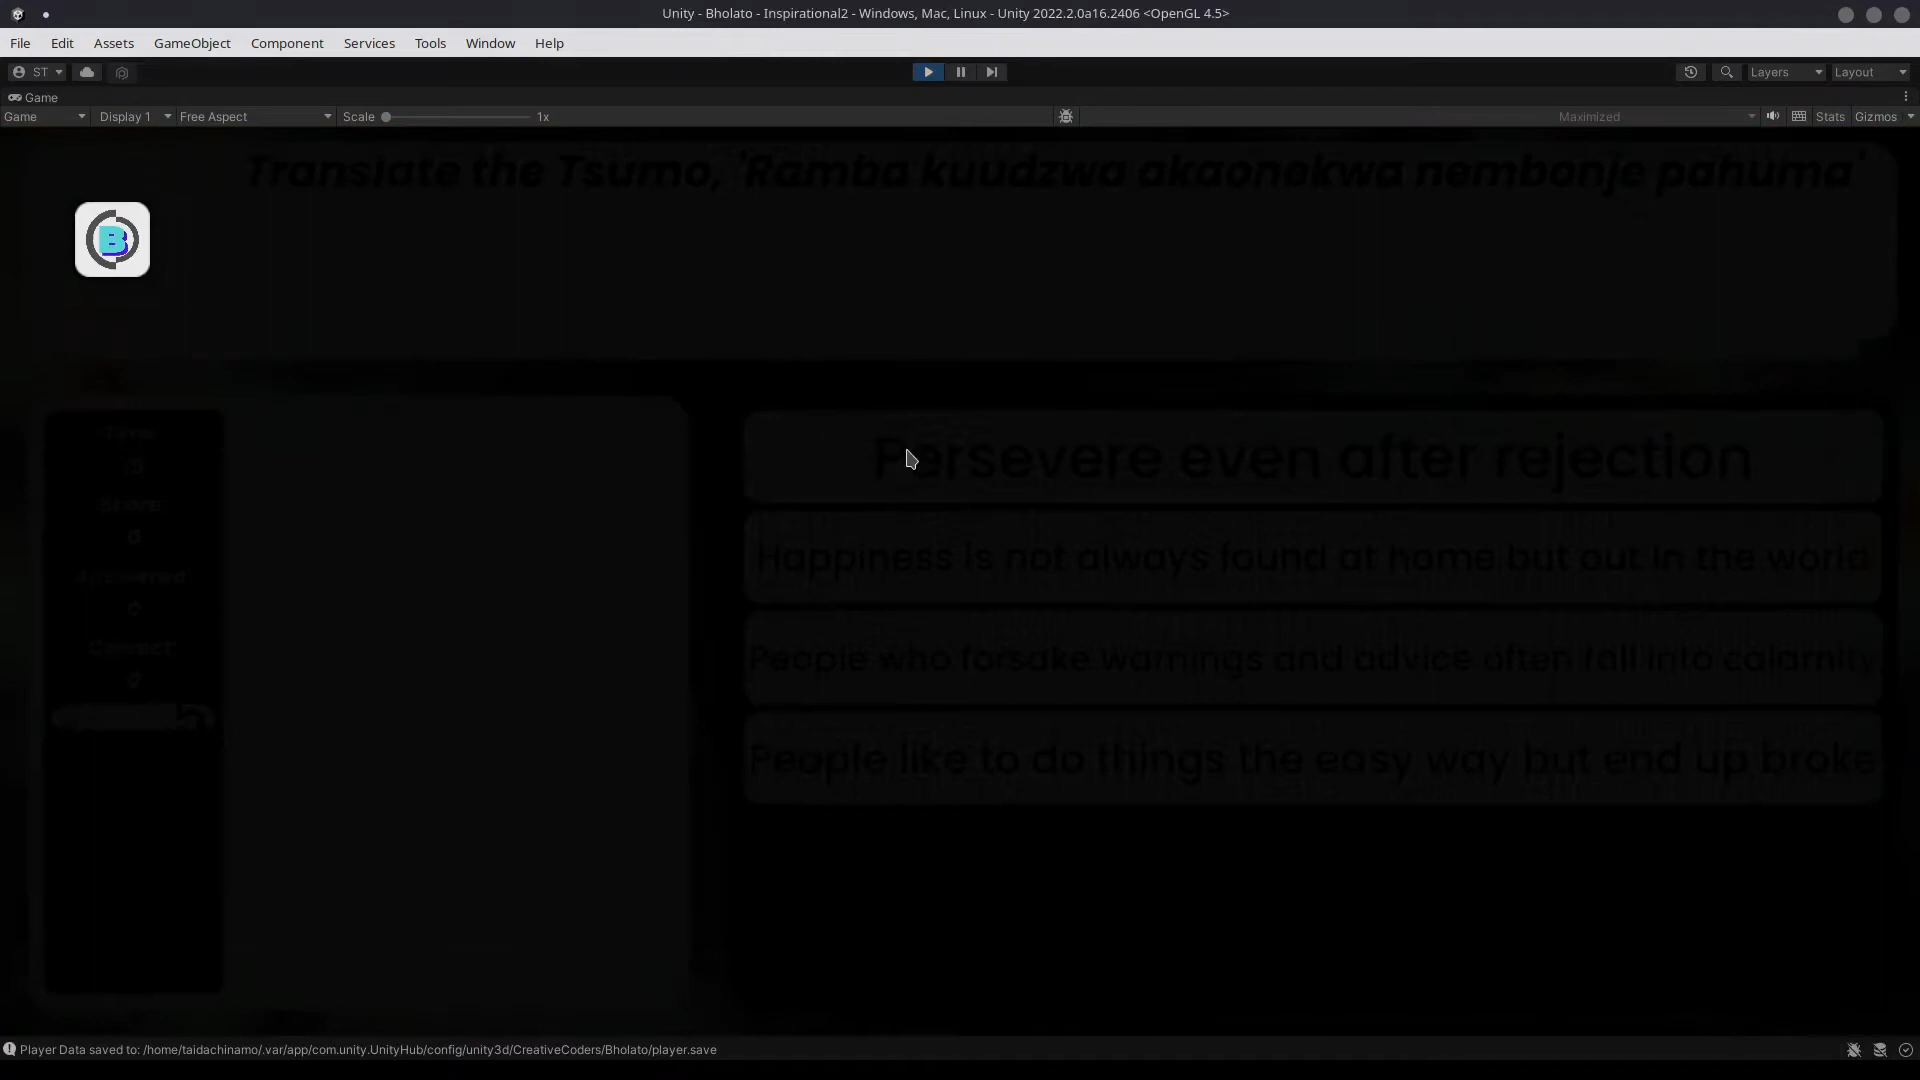 Unity - Bholato - Inspirational2 - Windows, Mac, Linux - Unity 2022.2.0a16.2406 <OpenGL 4.5>
File Edit Assets GameObject Component Services Tools Window Help
ST Layers Layout
Game
Game Display 1 Free Aspect Scale 1x Maximized Stats Gizmos
Translate the Tsumo, 'Ramba kuudzwa akaonekwa nembonje pahuma'
B
Persevere even after rejection
Happiness is not always found at home but out in the world
People who forsake warnings and advice often fall into calamity
People like to do things the easy way but end up broke
Score
Answered
Correct
Player Data saved to: /home/taidachinamo/.var/app/com.unity.UnityHub/config/unity3d/CreativeCoders/Bholato/player.save